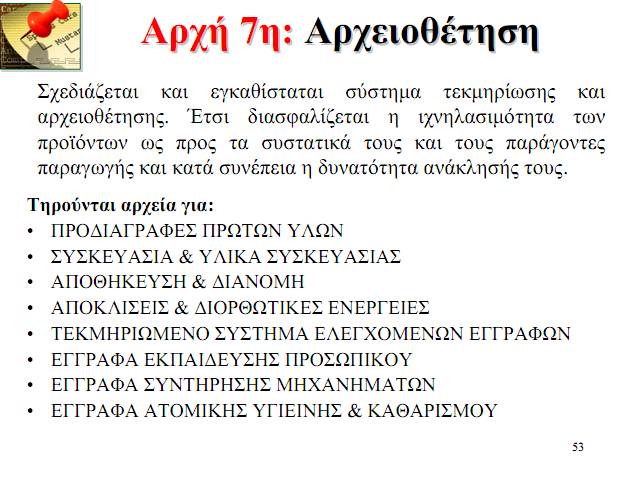 Αρχή 7η: Αρχειοθέτηση
Σχεδιάζεται και εγκαθίσταται σύστημα τεκμηρίωσης και
αρχειοθέτησης. Έτσι διασφαλίζεται η ιχνηλασιμότητα των
προϊόντων ως προς τα συστατικά τους και τους παράγοντες
παραγωγής και κατά συνέπεια η δυνατότητα ανάκλησής τους.
Τηρούνται αρχεία για:
• ΠΡΟΔΙΑΓΡΑΦΕΣ ΠΡΩΤΩΝ ΥΛΩΝ
• ΣΥΣΚΕΥΑΣΙΑ & ΥΛΙΚΑ ΣΥΣΚΕΥΑΣΙΑΣ
• ΑΠΟΘΗΚΕΥΣΗ & ΔΙΑΝΟΜΗ
• ΑΠΟΚΛΙΣΕΙΣ & ΔΙΟΡΘΩΤΙΚΕΣ ΕΝΕΡΓΕΙΕΣ
• ΤΕΚΜΗΡΙΩΜΕΝΟ ΣΥΣΤΗΜΑ ΕΛΕΓΧΟΜΕΝΩΝ ΕΓΓΡΑΦΩΝ
• ΕΓΓΡΑΦΑ ΕΚΠΑΙΔΕΥΣΗΣ ΠΡΟΣΩΠΙΚΟΥ
• ΕΓΓΡΑΦΑ ΣΥΝΤΗΡΗΣΗΣ ΜΗΧΑΝΗΜΑΤΩΝ
• ΕΓΓΡΑΦΑ ΑΤΟΜΙΚΗΣ ΥΓΙΕΙΝΗΣ & ΚΑΘΑΡΙΣΜΟΥ
53